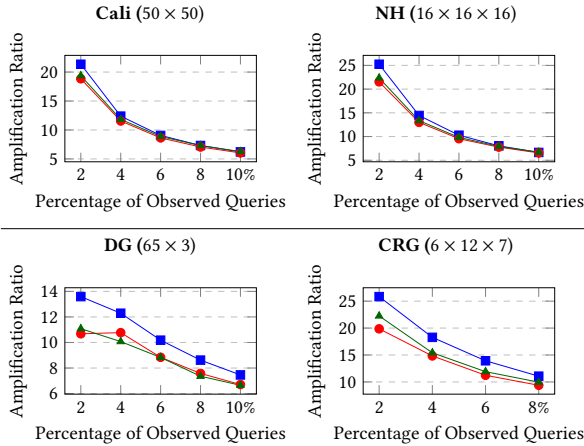 Cali (50 × 50)
Amplification Ratio
20
15
10
5
2 4 6 8 10%
Percentage of Observed Queries
NH (16 × 16 × 16)
Amplification Ratio
25
20
15
10
5
2 4 6 8 10%
Percentage of Observed Queries
DG (65 × 3)
Amplification Ratio
14
12
10
8
6
2 4 6 8 10%
Percentage of Observed Queries
CRG (6 × 12 × 7)
Amplification Ratio
25
20
15
10
2 4 6 8%
Percentage of Observed Queries